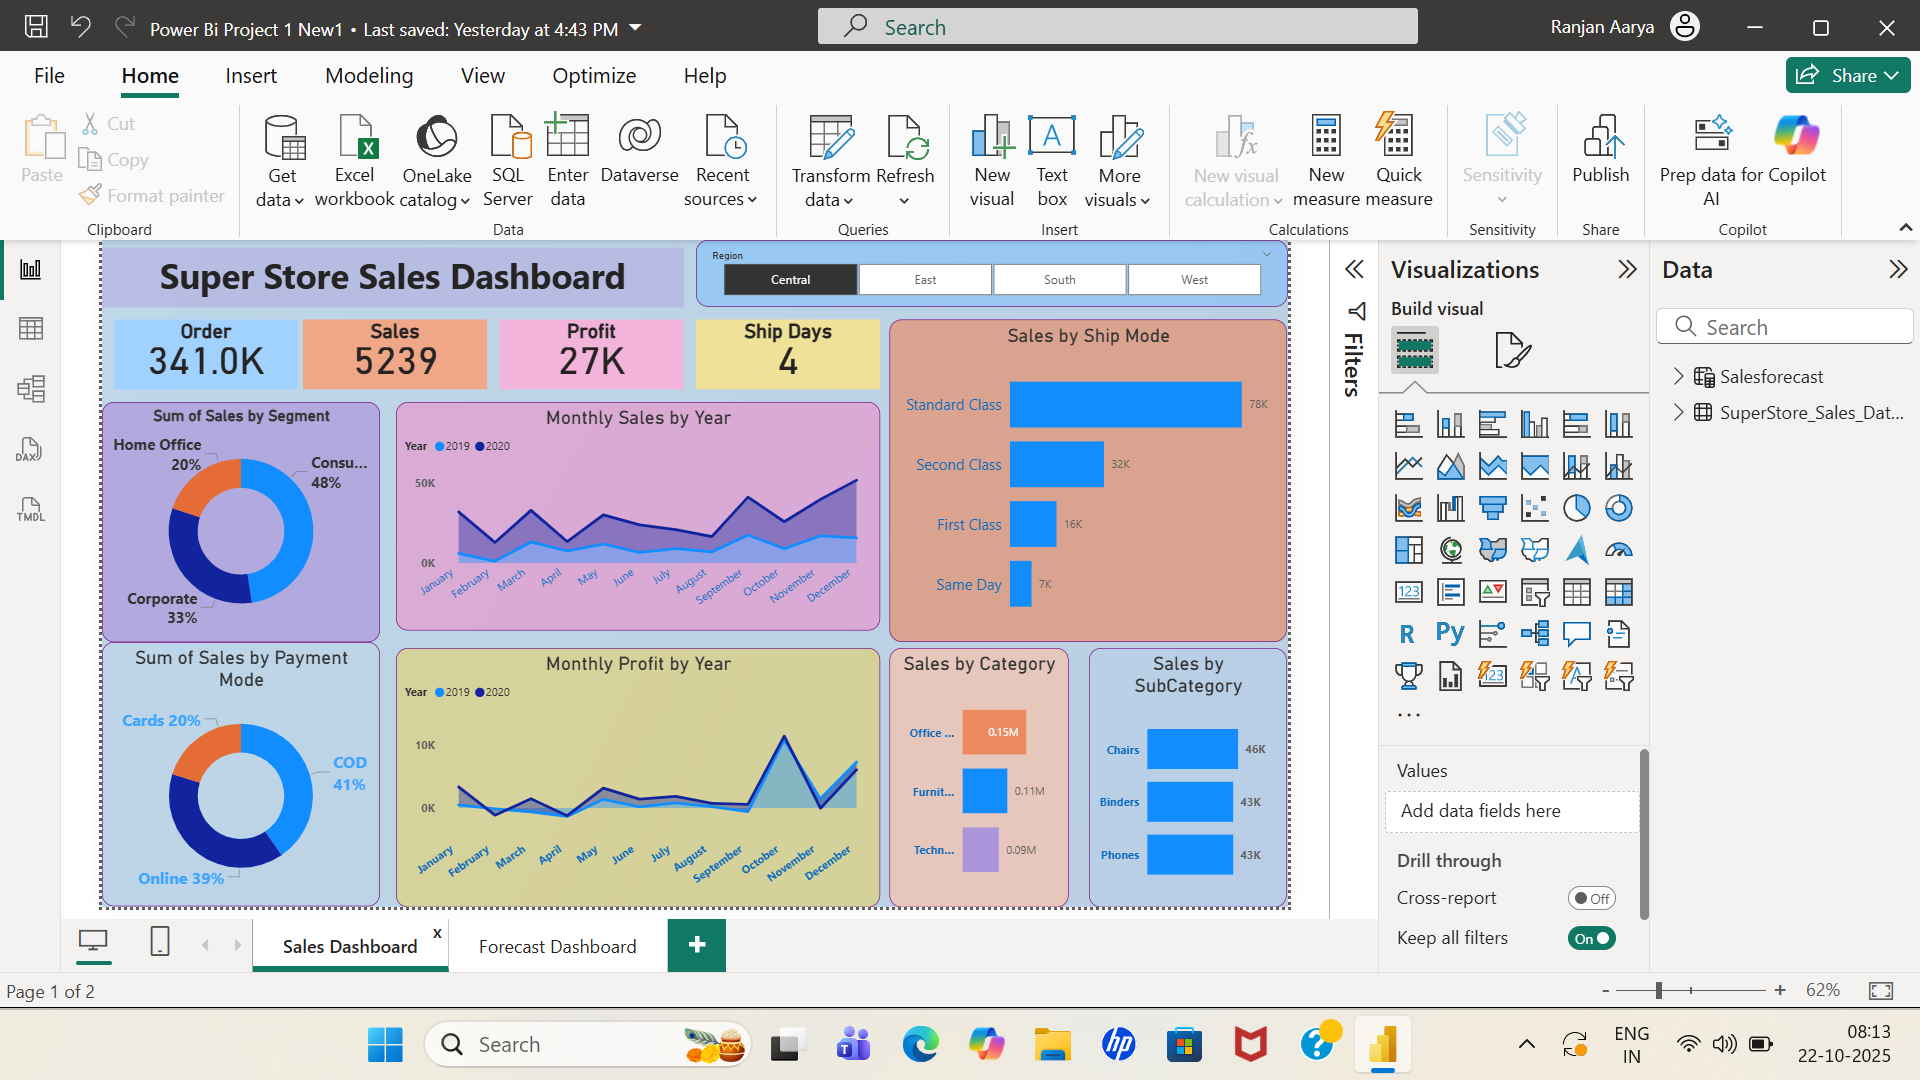 Power Bi Project 1 New1 • Last saved: Yesterday at 4:43 PM
Search
Ranjan Aarya
File
Home
Insert
Modeling
View
Optimize
Help
Share
Paste
Cut
Copy
Format painter
Clipboard
Get data
Excel workbook
OneLake catalog
SQL Server
Enter data
Dataverse
Recent sources
Data
Transform data
Refresh
Queries
New visual
Text box
More visuals
Insert
New visual calculation
New measure
Quick measure
Calculations
Sensitivity
Sensitivity
Publish
Share
Prep data for AI
Copilot
Copilot
DAX
TMDL
Super Store Sales Dashboard
Region
Central
East
South
West
Order
341.0K
Sales
5239
Profit
27K
Ship Days
4
Sum of Sales by Segment
Home Office
20%
Consu...
48%
Corporate
33%
Monthly Sales by Year
Year 2019 2020
50K
0K
January
February
March
April
May
June
July
August
September
October
November
December
Sales by Ship Mode
Standard Class 78K
Second Class 32K
First Class 16K
Same Day 7K
Sum of Sales by Payment
Mode
Cards 20%
COD
41%
Online 39%
Monthly Profit by Year
Year 2019 2020
10K
0K
January
February
March
April
May
June
July
August
September
October
November
December
Sales by Category
Office ... 0.15M
Furnit... 0.11M
Techn... 0.09M
Sales by
SubCategory
Chairs 46K
Binders 43K
Phones 43K
Filters
Visualizations
Build visual
123
R
Py
123
A
...
Values
Add data fields here
Drill through
Cross-report
Off
Keep all filters
On
Data
Search
Salesforecast
SuperStore_Sales_Dat...
Sales Dashboard
x
Forecast Dashboard
+
Page 1 of 2
- + 62%
Search
T
hp
?
ENG
IN
08:13
22-10-2025